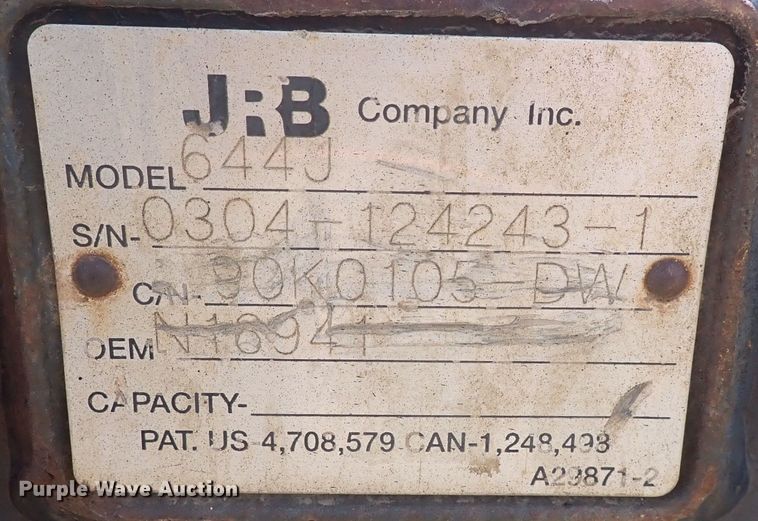 JRB Company Inc.
MODEL 644J
S/N- 0304-124243-1
C/N- 90K0105-DW
OEM N16941
CAPACITY-
PAT. US 4,708,579 CAN-1,248,493
A29871-2
Purple Wave Auction